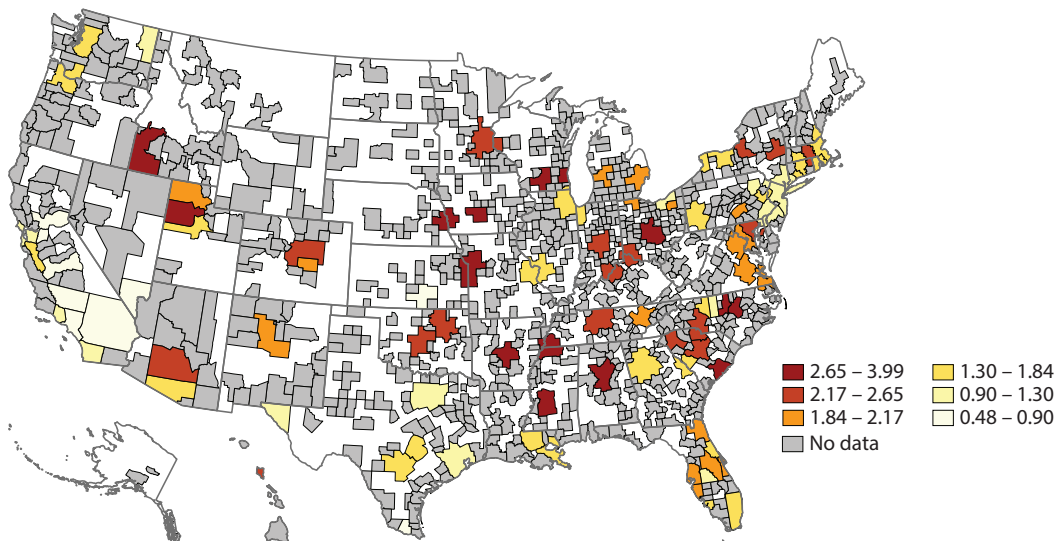 2.65 – 3.99
2.17 – 2.65
1.84 – 2.17
No data
1.30 – 1.84
0.90 – 1.30
0.48 – 0.90